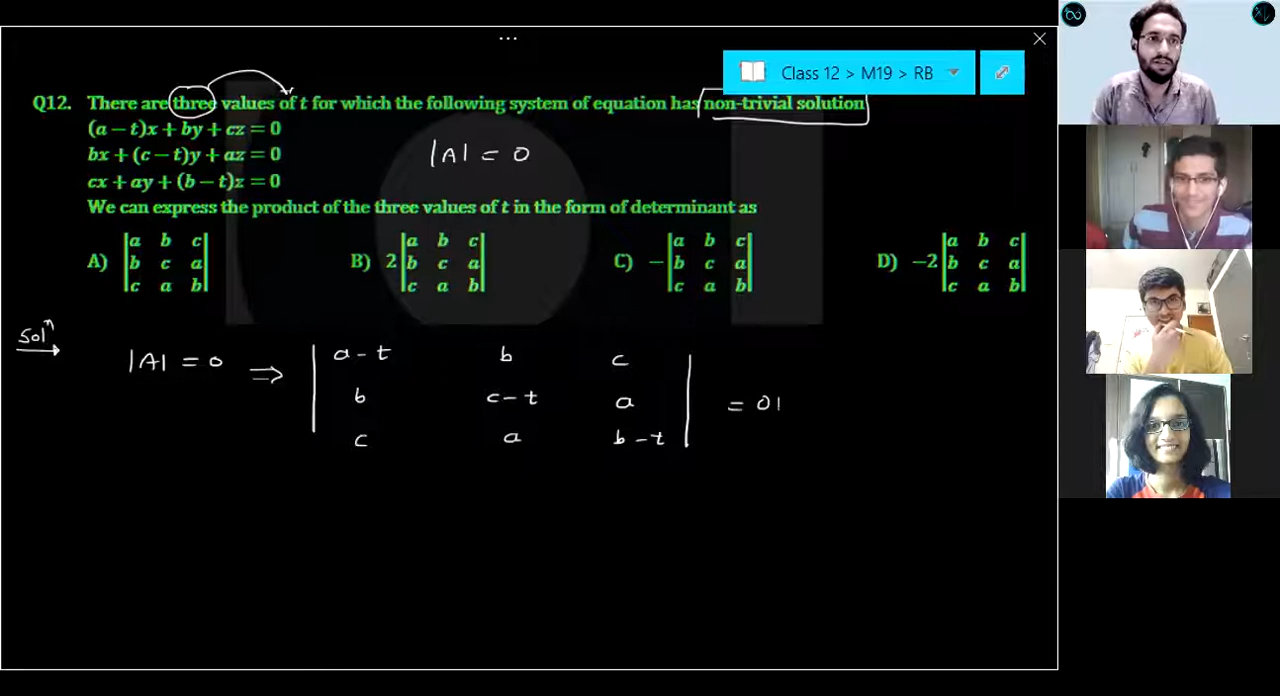 ...
Class 12 > M19 > RB
Q12. There are three values of t for which the following system of equation has non-trivial solution
(a − t)x + by + cz = 0
bx + (c − t)y + az = 0
cx + ay + (b − t)z = 0
|A| = 0
We can express the product of the three values of t in the form of determinant as
A) |a b c|
|b c a|
|c a b|
B) 2 |a b c|
|b c a|
|c a b|
C) − |a b c|
|b c a|
|c a b|
D) −2 |a b c|
|b c a|
|c a b|
Solⁿ
|A| = 0 ⇒ | a - t b c |
| b c - t a | = 0 |
| c a b - t |